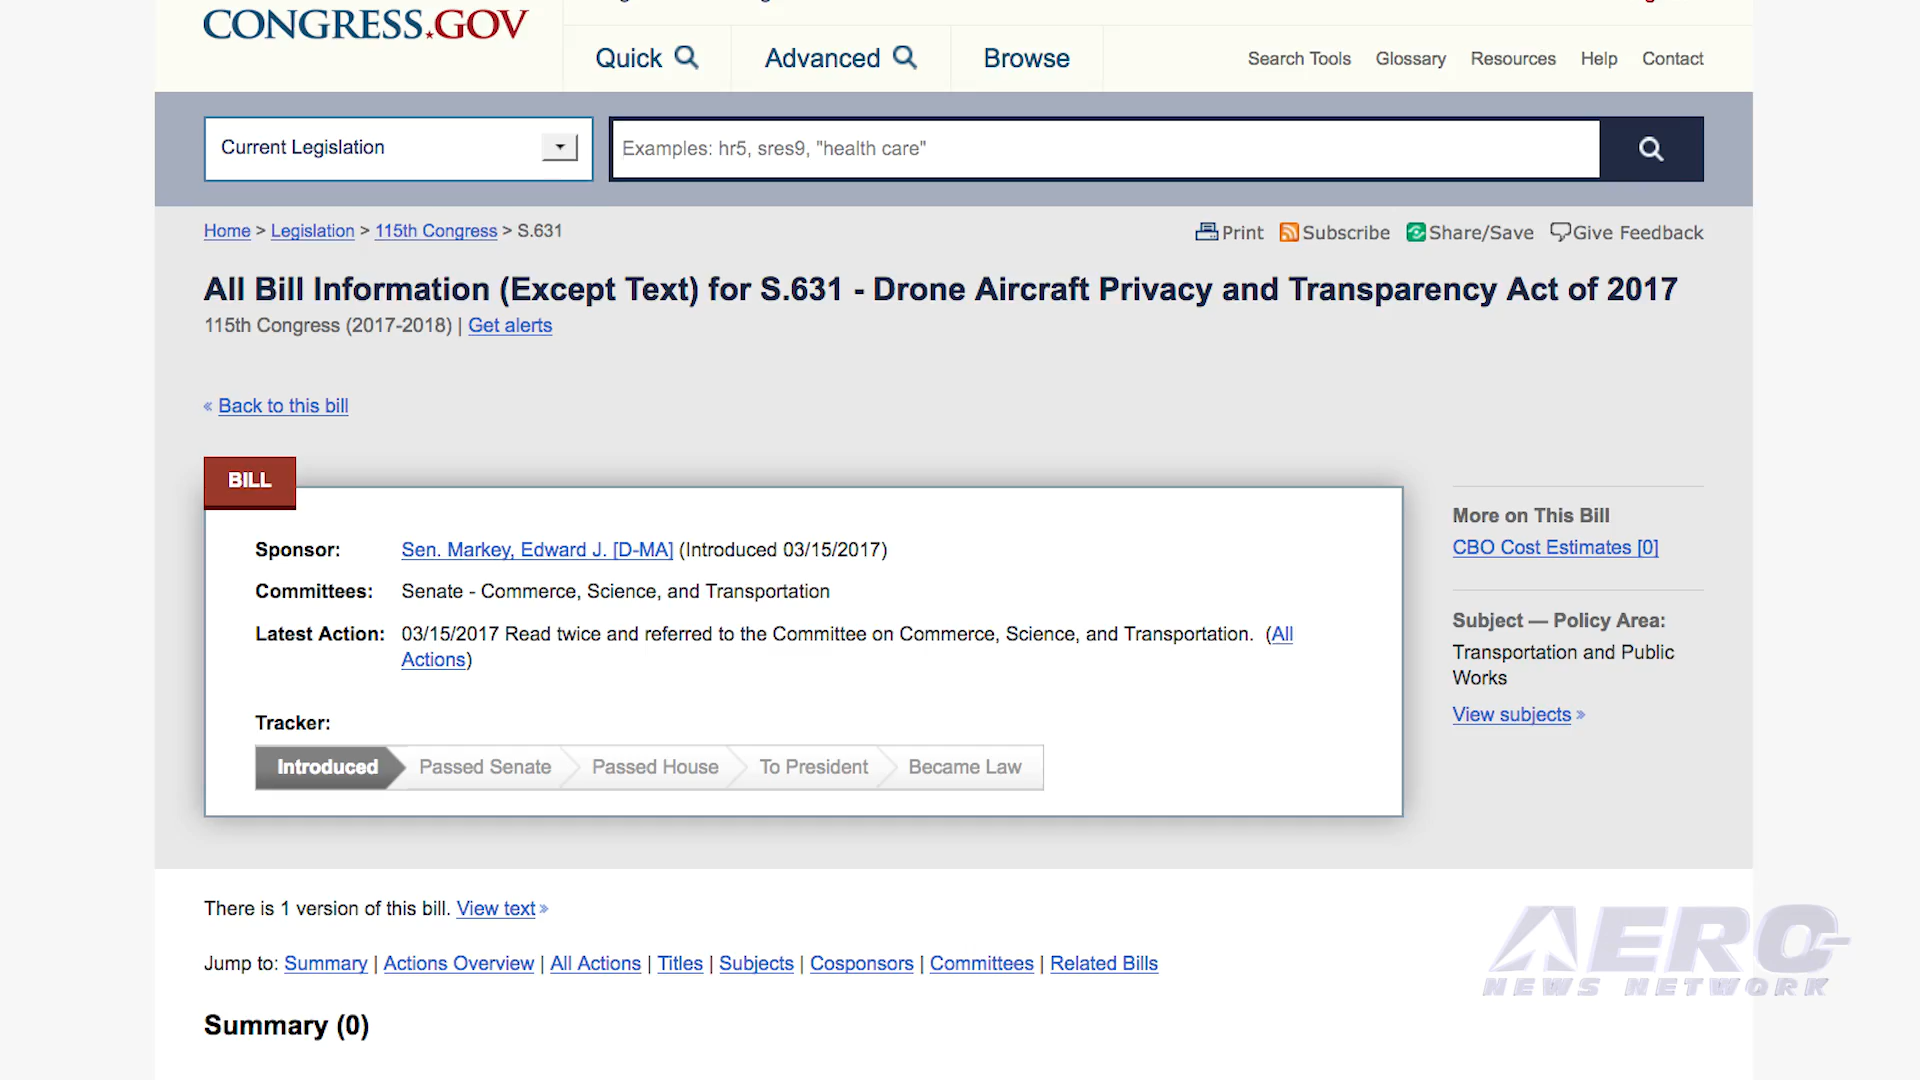 CONGRESS.GOV
Quick
Advanced
Browse
Search Tools
Glossary
Resources
Help
Contact
Current Legislation
Examples: hr5, sres9, "health care"
Home > Legislation > 115th Congress > S.631
Print
Subscribe
Share/Save
Give Feedback
All Bill Information (Except Text) for S.631 - Drone Aircraft Privacy and Transparency Act of 2017
115th Congress (2017-2018) | Get alerts
« Back to this bill
BILL
Sponsor: Sen. Markey, Edward J. [D-MA] (Introduced 03/15/2017)
Committees: Senate - Commerce, Science, and Transportation
Latest Action: 03/15/2017 Read twice and referred to the Committee on Commerce, Science, and Transportation. (All
Actions)
Tracker:
Introduced
Passed Senate
Passed House
To President
Became Law
More on This Bill
CBO Cost Estimates [0]
Subject — Policy Area:
Transportation and Public
Works
View subjects »
There is 1 version of this bill. View text »
Jump to: Summary | Actions Overview | All Actions | Titles | Subjects | Cosponsors | Committees | Related Bills
Summary (0)
AERO
NEWS NETWORK